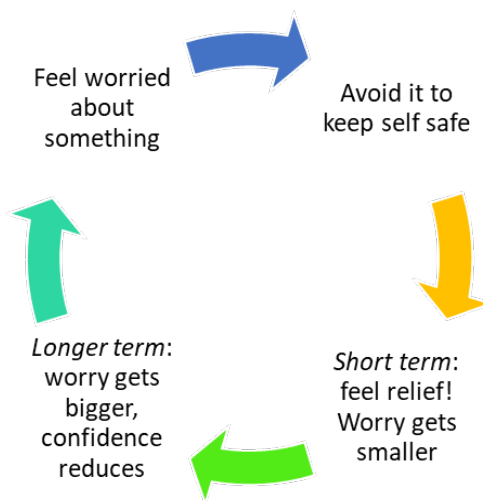 Feel worried
about
something
Avoid it to
keep self safe
Short term:
feel relief!
Worry gets
smaller
Longer term:
worry gets
bigger,
confidence
reduces